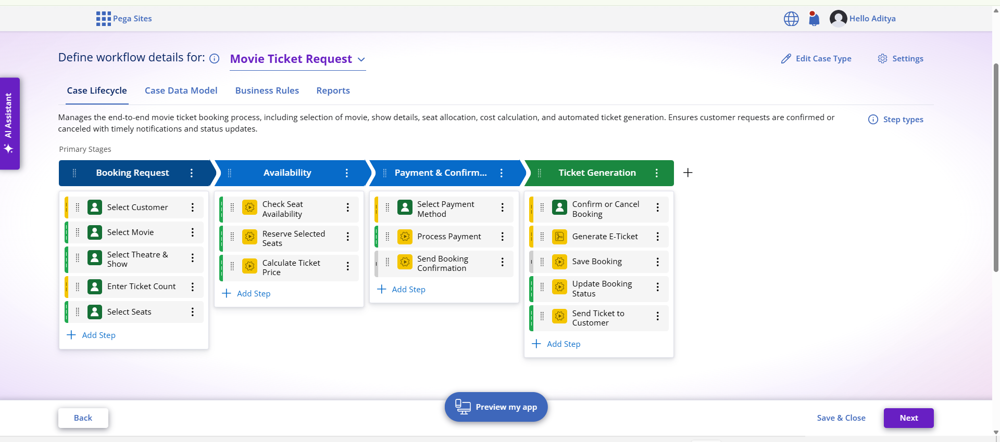 Pega Sites
Hello Aditya
Define workflow details for:
Movie Ticket Request
Edit Case Type
Settings
Case Lifecycle
Case Data Model
Business Rules
Reports
Manages the end-to-end movie ticket booking process, including selection of movie, show details, seat allocation, cost calculation, and automated ticket generation. Ensures customer requests are confirmed or
canceled with timely notifications and status updates.
Step types
AI Assistant
Primary Stages
Booking Request
Availability
Payment & Confirm...
Ticket Generation
Select Customer
Select Movie
Select Theatre &
Show
Enter Ticket Count
Select Seats
Add Step
Check Seat
Availability
Reserve Selected
Seats
Calculate Ticket
Price
Add Step
Select Payment
Method
Process Payment
Send Booking
Confirmation
Add Step
Confirm or Cancel
Booking
Generate E-Ticket
Save Booking
Update Booking
Status
Send Ticket to
Customer
Add Step
Back
Preview my app
Save & Close
Next